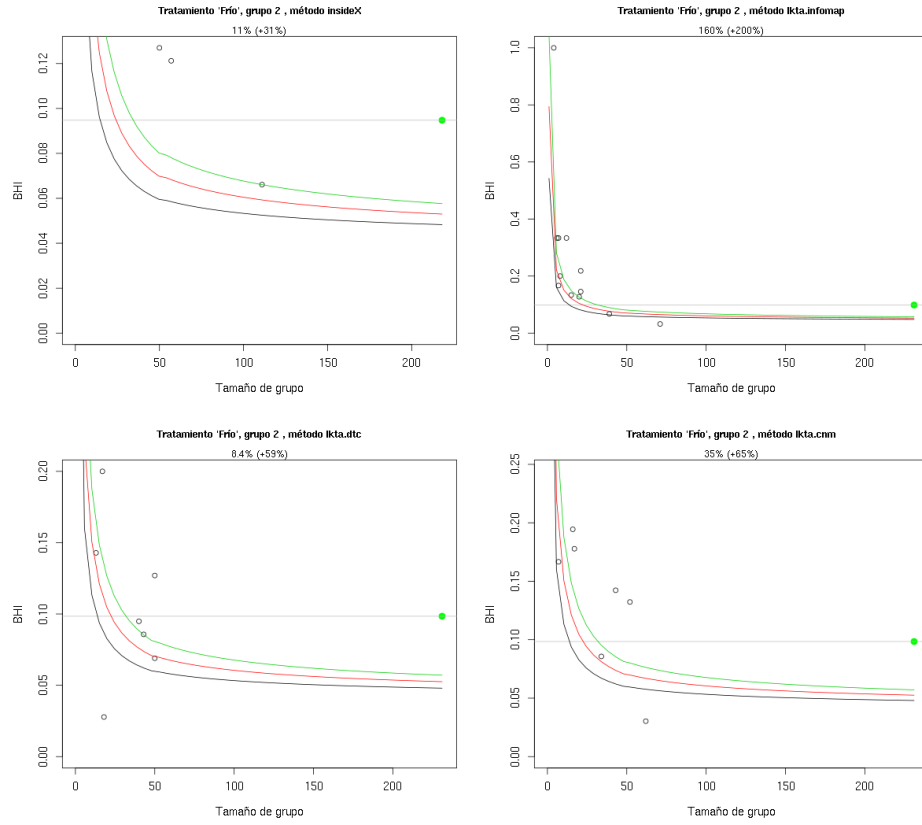 Tratamiento 'Frío', grupo 2 , método insideX
11% (+31%)
BHI
0.12
0.10
0.08
0.06
0.04
0.02
0.00
0 50 100 150 200
Tamaño de grupo
Tratamiento 'Frío', grupo 2 , método lkta.infomap
160% (+200%)
BHI
1.0
0.8
0.6
0.4
0.2
0.0
0 50 100 150 200
Tamaño de grupo
Tratamiento 'Frío', grupo 2 , método lkta.dtc
8.4% (+59%)
BHI
0.20
0.15
0.10
0.05
0.00
0 50 100 150 200
Tamaño de grupo
Tratamiento 'Frío', grupo 2 , método lkta.cnm
35% (+65%)
BHI
0.25
0.20
0.15
0.10
0.05
0.00
0 50 100 150 200
Tamaño de grupo